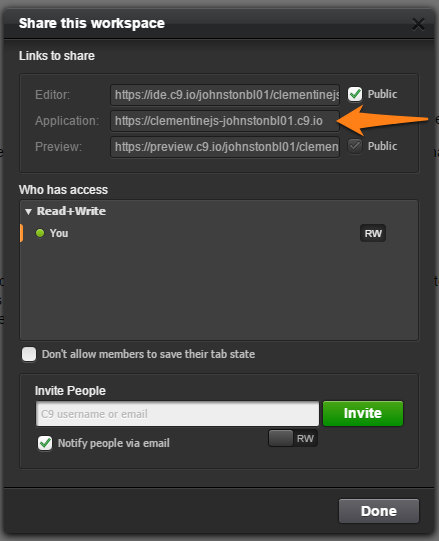 Share this workspace
Links to share
Editor: https://ide.c9.io/johnstonbl01/clementinejs Public
Application: https://clementinejs-johnstonbl01.c9.io
Preview: https://preview.c9.io/johnstonbl01/clemen Public
Who has access
Read+Write
You RW
Don't allow members to save their tab state
Invite People
C9 username or email Invite
Notify people via email RW
Done